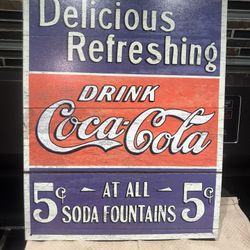 Delicious
Refreshing
DRINK
Coca-Cola
5¢ - AT ALL - 5¢
SODA FOUNTAINS